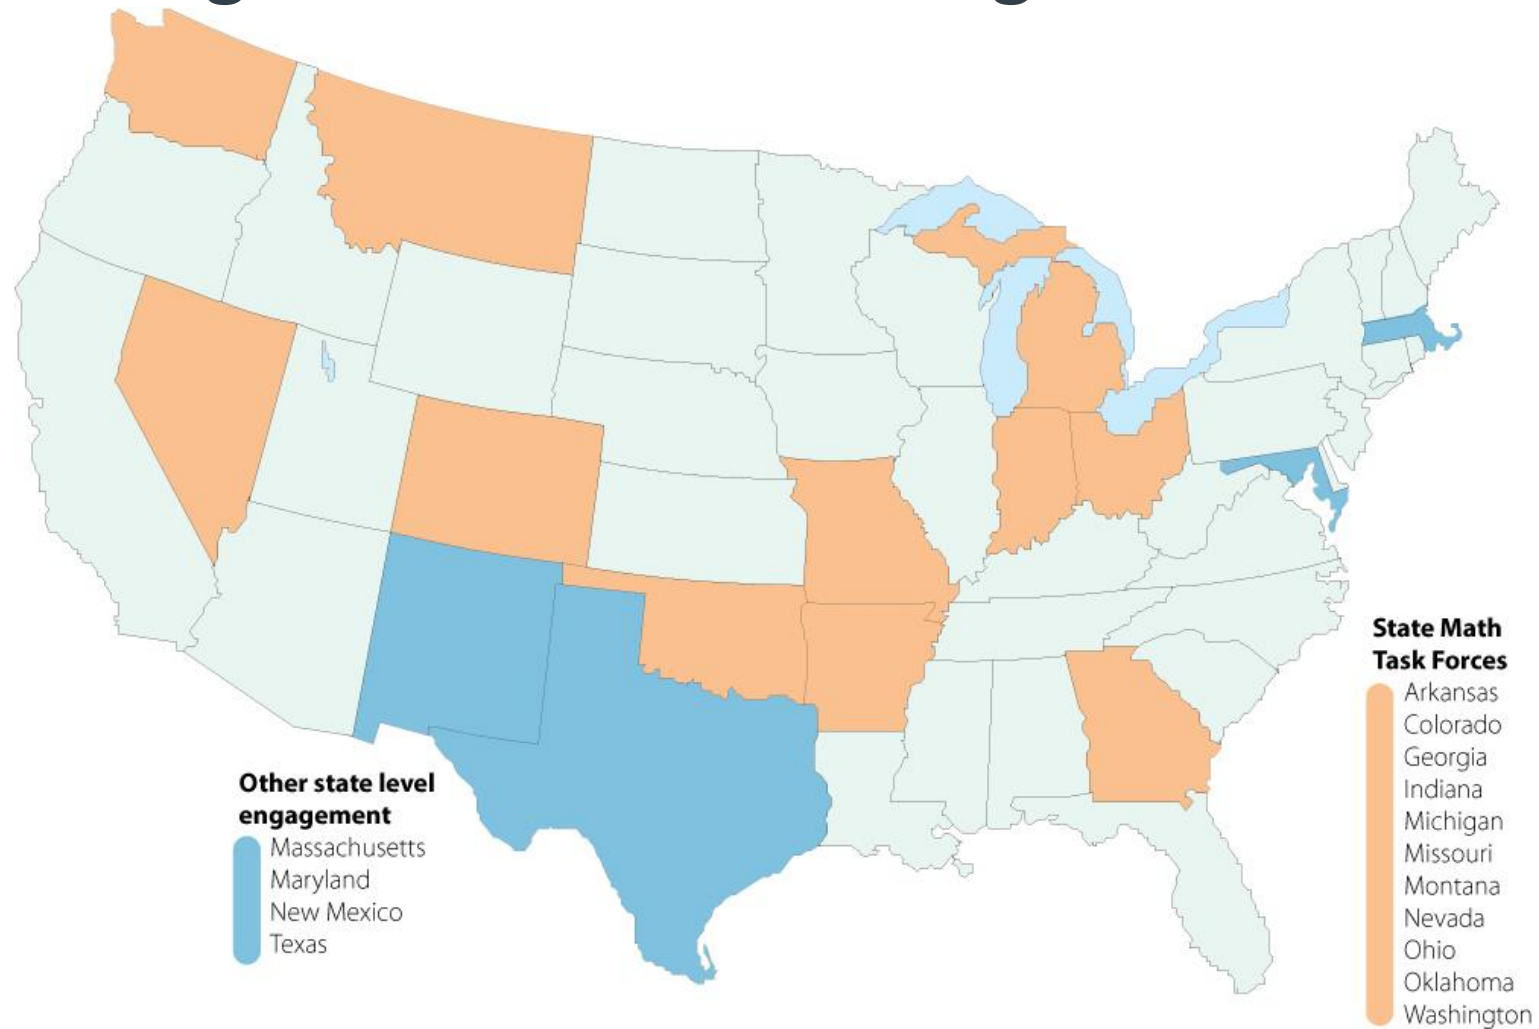 State Math
Task Forces
Arkansas
Colorado
Georgia
Indiana
Michigan
Missouri
Montana
Nevada
Ohio
Oklahoma
Washington
Other state level
engagement
Massachusetts
Maryland
New Mexico
Texas